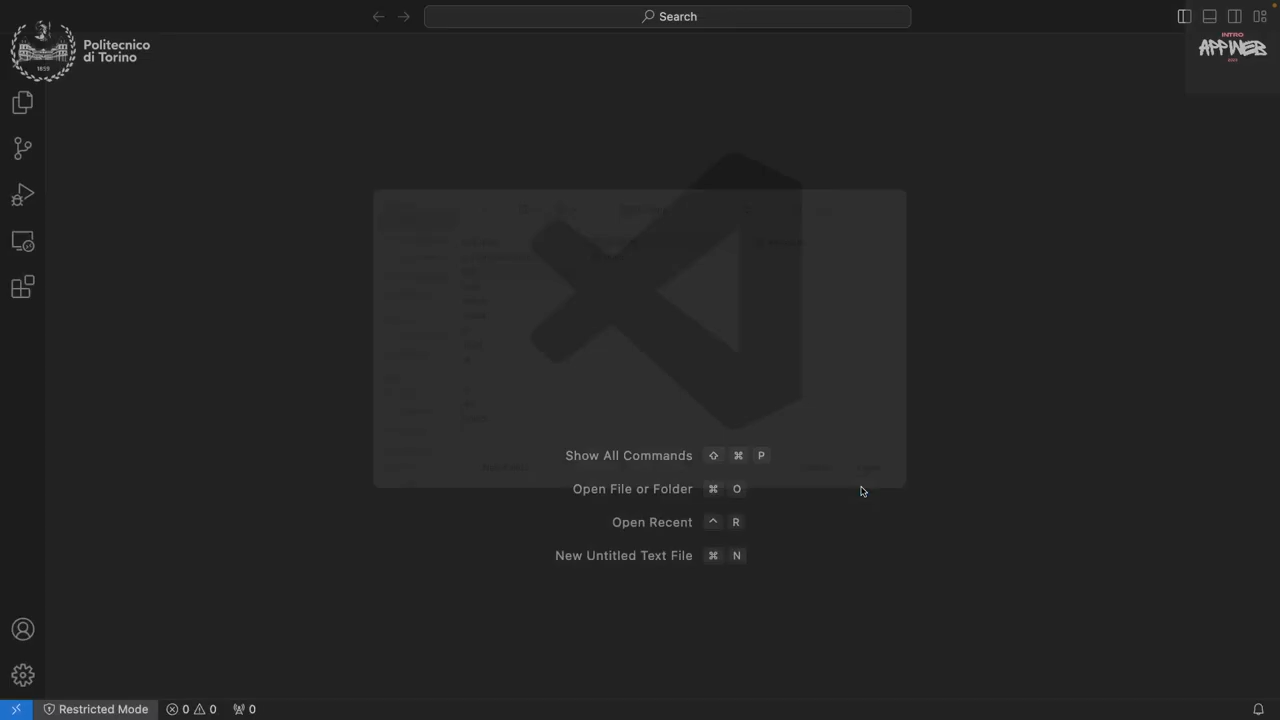 Search
Politecnico
di Torino
1859
INTRO
APPWEB
Show All Commands ⇧ ⌘ P
Open File or Folder ⌘ O
Open Recent ^ R
New Untitled Text File ⌘ N
Restricted Mode 0 0 0